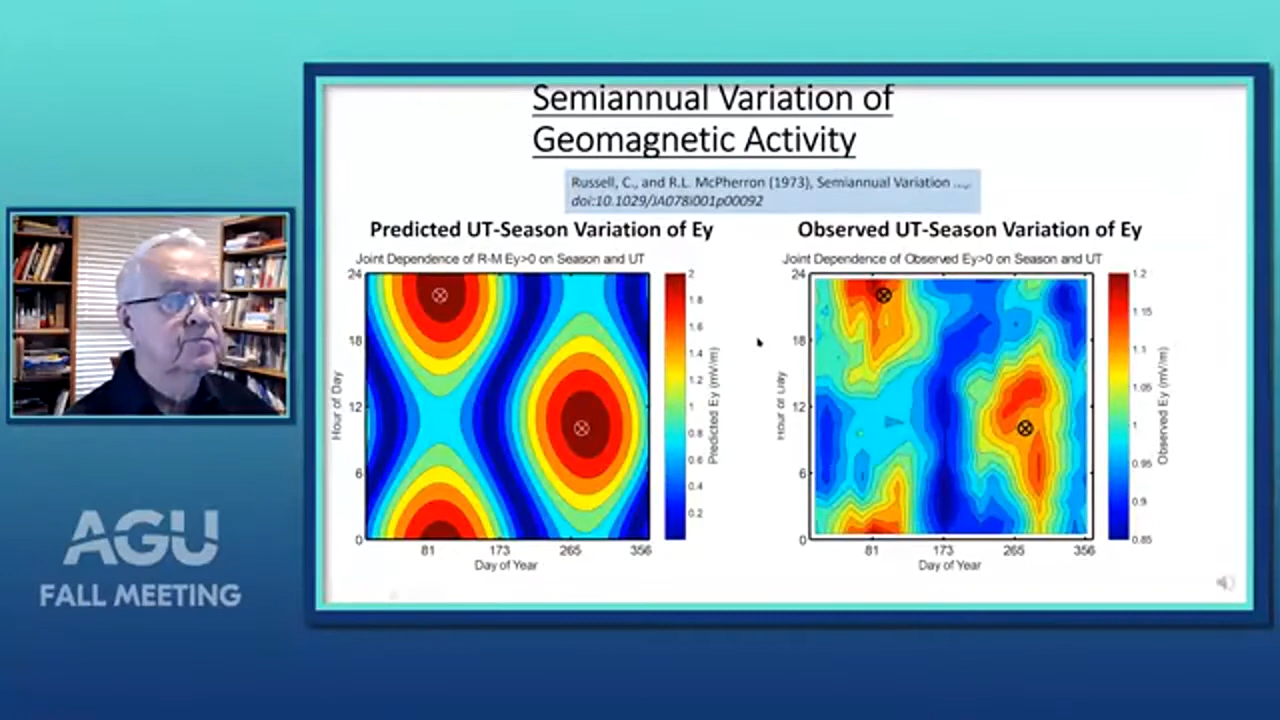 Semiannual Variation of
Geomagnetic Activity
Russell, C., and R.L. McPherron (1973), Semiannual Variation ...,
doi:10.1029/JA078i001p00092
Predicted UT-Season Variation of Ey
Joint Dependence of R-M Ey>0 on Season and UT
24
18
12
6
0
Hour of Day
81
173
265
356
Day of Year
2
1.8
1.6
1.4
1.2
1
0.8
0.6
0.4
0.2
Predicted Ey (mV/m)
Observed UT-Season Variation of Ey
Joint Dependence of Observed Ey>0 on Season and UT
24
18
12
6
0
Hour of Day
81
173
265
356
Day of Year
1.2
1.15
1.1
1.05
1
0.95
0.9
0.85
Observed Ey (mV/m)
AGU
FALL MEETING